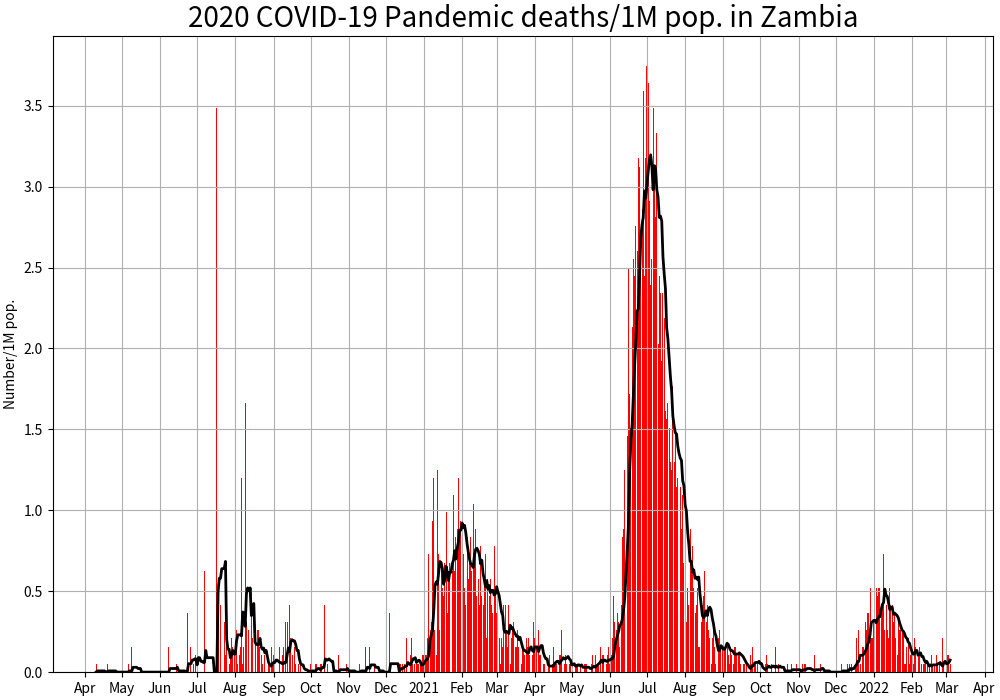 2020 COVID-19 Pandemic deaths/1M pop. in Zambia
Number/1M pop.
3.5
3.0
2.5
2.0
1.5
1.0
0.5
0.0
Apr May Jun Jul Aug Sep Oct Nov Dec 2021 Feb Mar Apr May Jun Jul Aug Sep Oct Nov Dec 2022 Feb Mar Apr